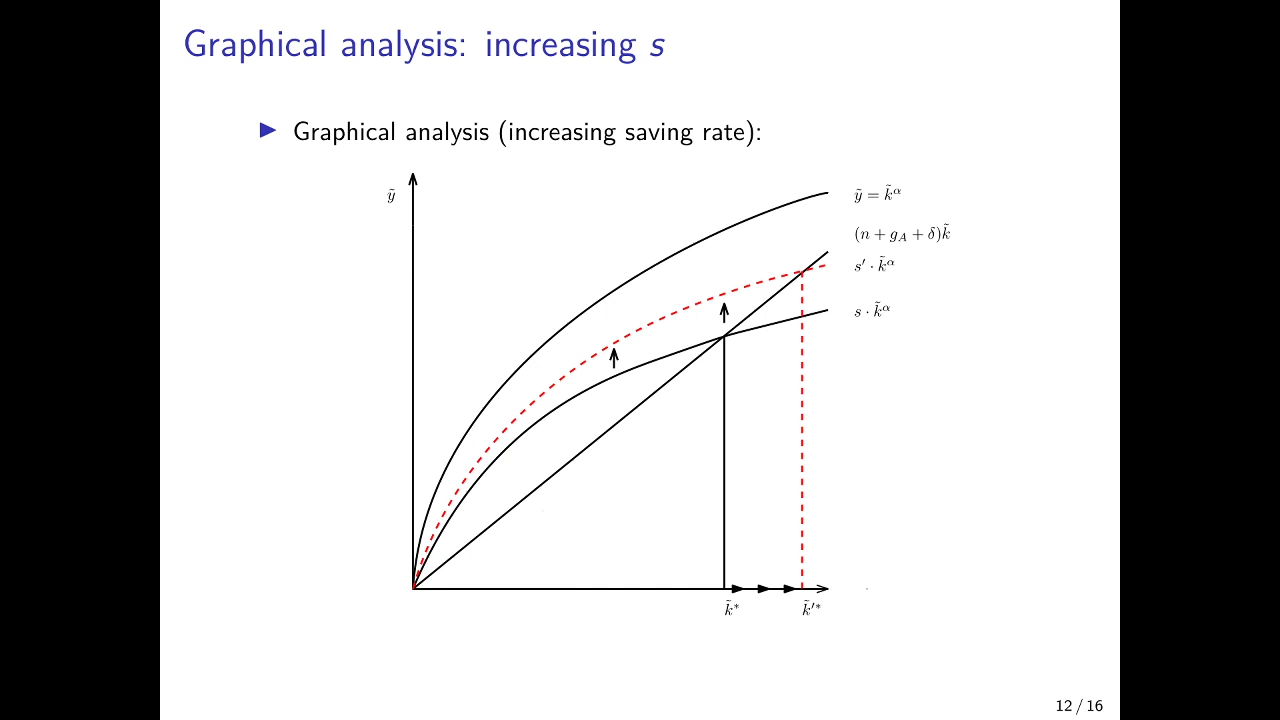 Graphical analysis: increasing s
▶ Graphical analysis (increasing saving rate):
ỹ
ỹ = k̃^α
(n + g_A + δ)k̃
s′ · k̃^α
s · k̃^α
k̃*
k̃′*
12 / 16